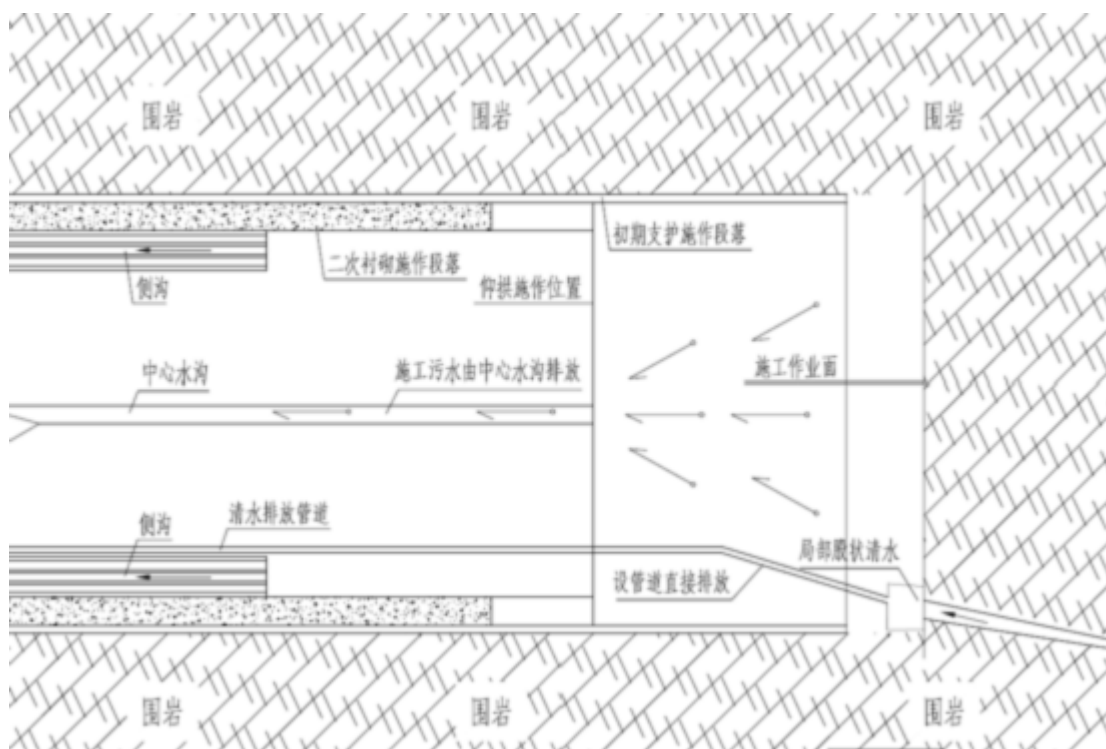 围岩
围岩
围岩
初期支护施作段落
二次衬砌施作段落
侧沟
仰拱施作位置
中心水沟
施工污水由中心水沟排放
施工作业面
侧沟
清水排放管道
局部股状清水
设管道直接排放
围岩
围岩
围岩